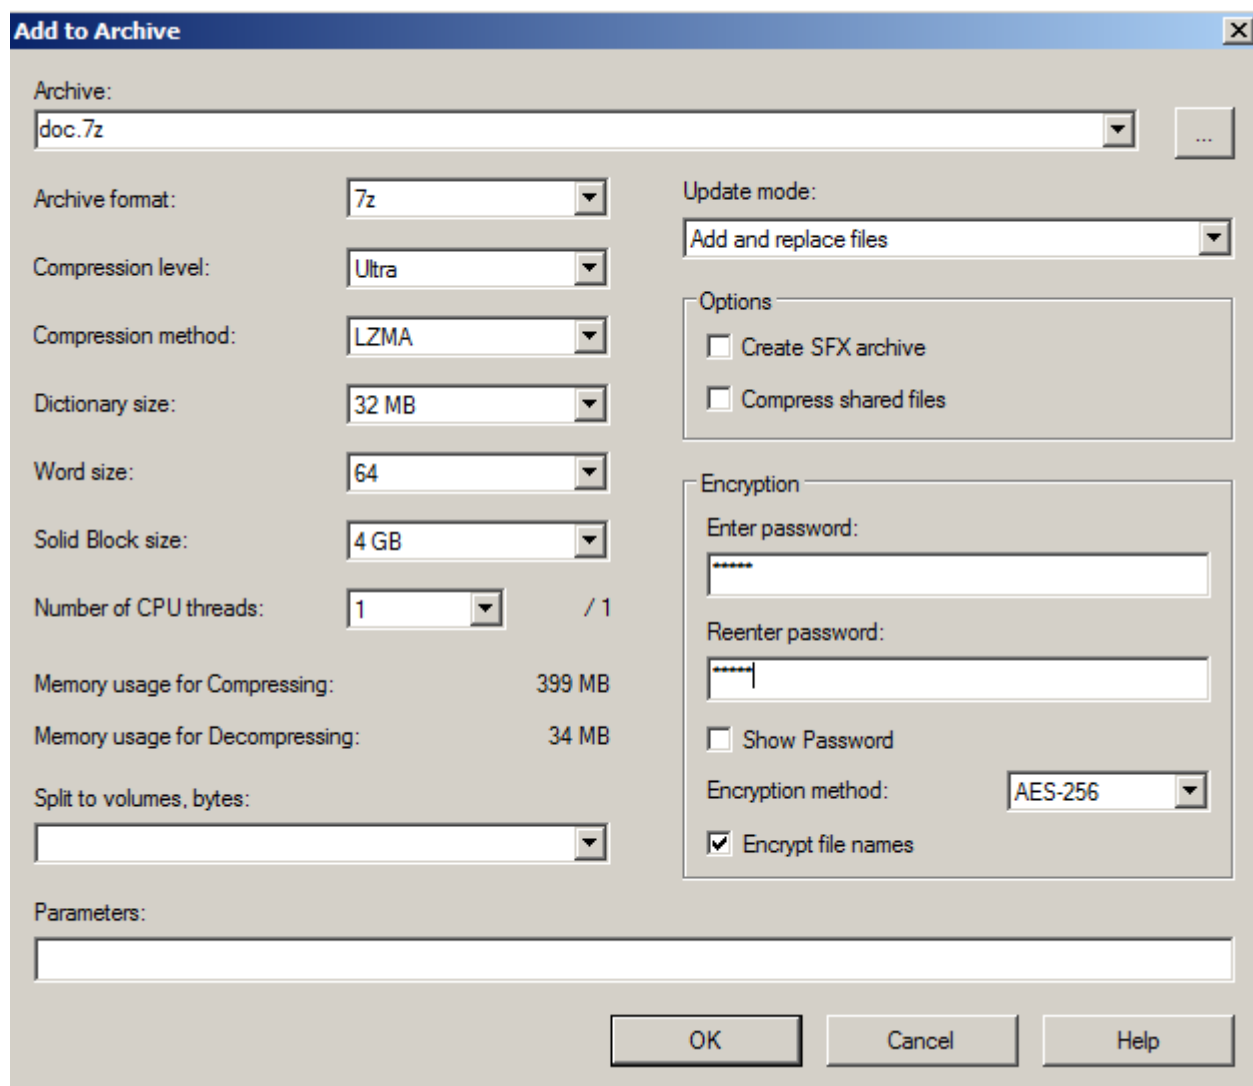 Add to Archive
Archive:
doc.7z
...
Archive format:
7z
Compression level:
Ultra
Compression method:
LZMA
Dictionary size:
32 MB
Word size:
64
Solid Block size:
4 GB
Number of CPU threads:
1
/ 1
Memory usage for Compressing:
399 MB
Memory usage for Decompressing:
34 MB
Split to volumes, bytes:
Update mode:
Add and replace files
Options
Create SFX archive
Compress shared files
Encryption
Enter password:
*****
Reenter password:
*****
Show Password
Encryption method:
AES-256
Encrypt file names
Parameters:
OK
Cancel
Help